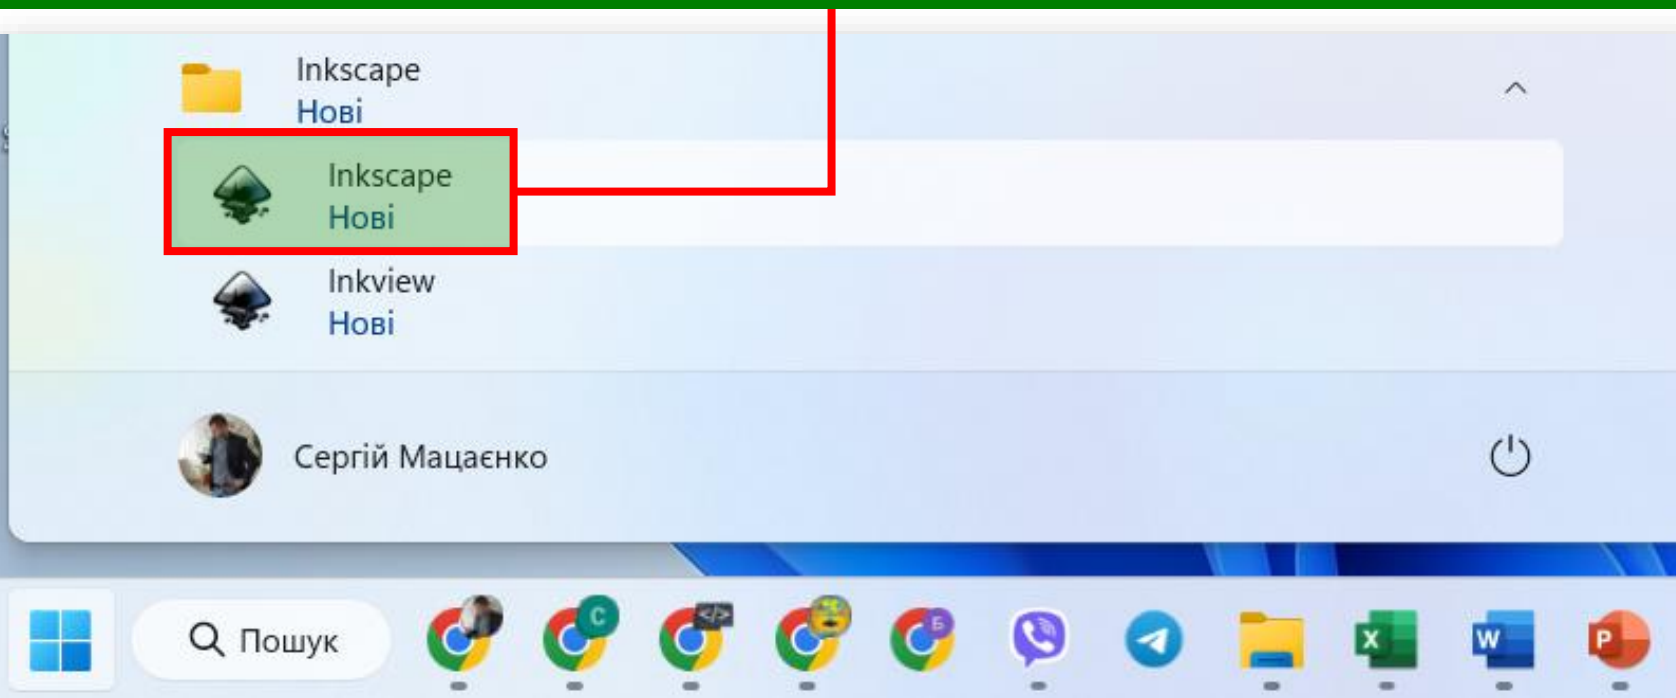 Inkscape
Нові
Inkscape
Нові
Inkview
Нові
Сергій Мацаєнко
Пошук
C
</>
Б
X
W
P